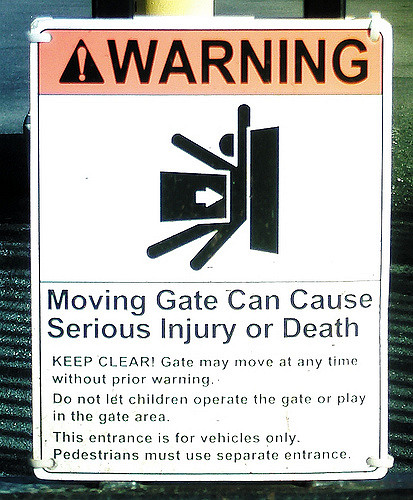 WARNING
Moving Gate Can Cause
Serious Injury or Death
KEEP CLEAR! Gate may move at any time
without prior warning.
Do not let children operate the gate or play
in the gate area.
This entrance is for vehicles only.
Pedestrians must use separate entrance.